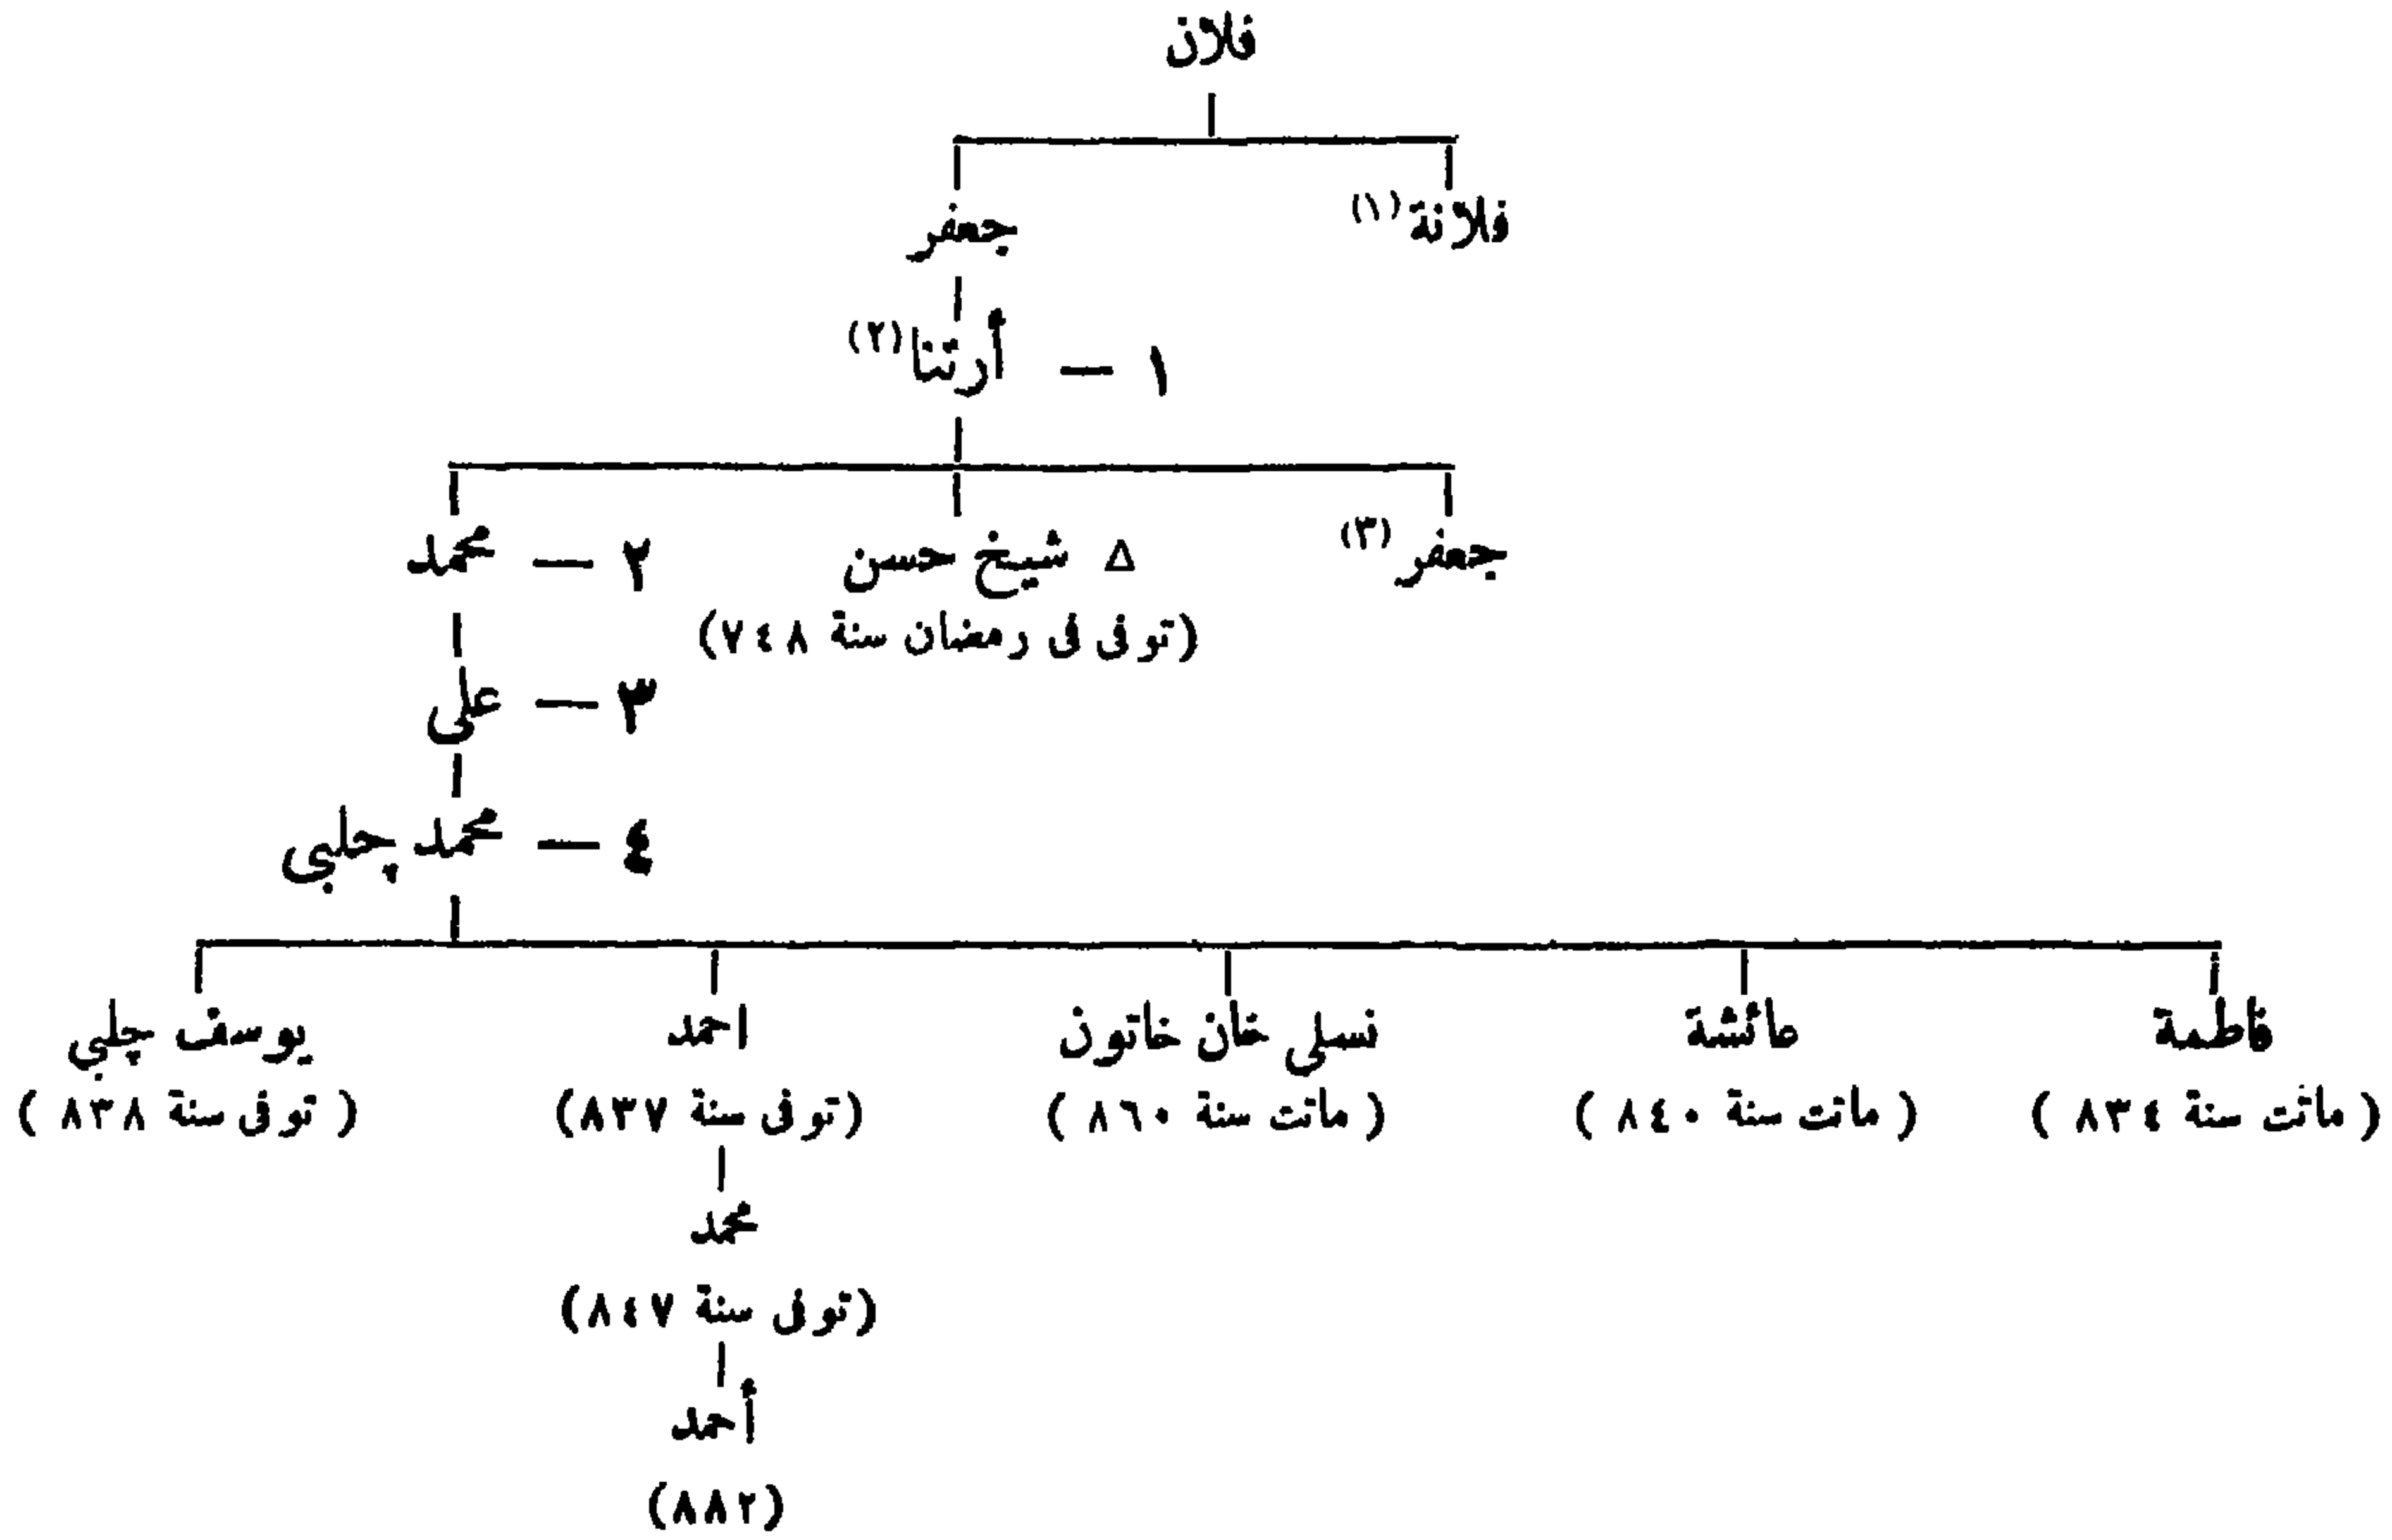 فلان
فلانة (١) جعفر
١ — أرتنا (٢)
جعفر (٣) ∆ شيخ حسن ٢ — محمد
(توفى فى رمضان سنة ٧٤٨)
٣ — على
٤ — محمد چلبي
فاطمة عائشة نسلى خان خاتون احمد يوسف چلبي
(ماتت سنة ٨٣٤) (ماتت سنة ٨٤٠) (ماتت سنة ٨٦٠) (توفى سنة ٨٣٧) (توفى سنة ٨٣٨)
محمد
(توفى سنة ٨٤٧)
أحمد
(٨٨٢)